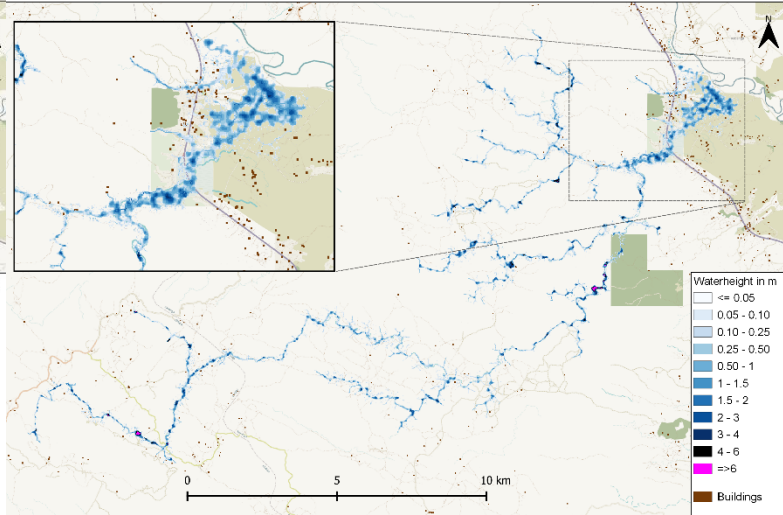 N
Waterheight in m
<= 0.05
0.05 - 0.10
0.10 - 0.25
0.25 - 0.50
0.50 - 1
1 - 1.5
1.5 - 2
2 - 3
3 - 4
4 - 6
=>6
Buildings
0 5 10 km